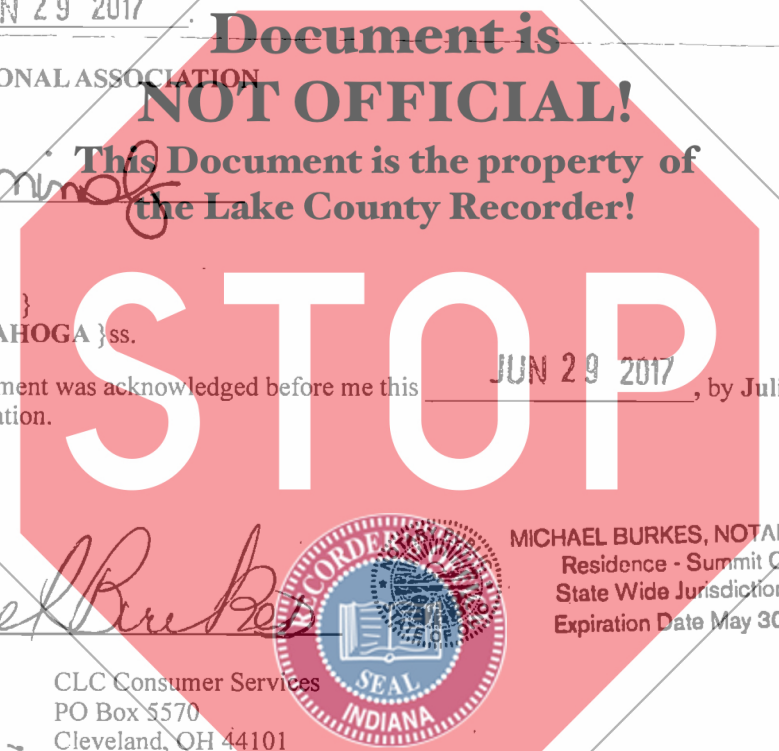 N 29 2017
Document is
ONAL ASSOCIATION
NOT OFFICIAL!
This Document is the property of
the Lake County Recorder!
}
AHOGA }ss.
STOP
ment was acknowledged before me this JUN 29 2017, by Juli
ation.
MICHAEL BURKES, NOTA
Residence - Summit C
State Wide Jurisdiction
Expiration Date May 30
RECORDER
SEAL
INDIANA
CLC Consumer Services
PO Box 5570
Cleveland, OH 44101